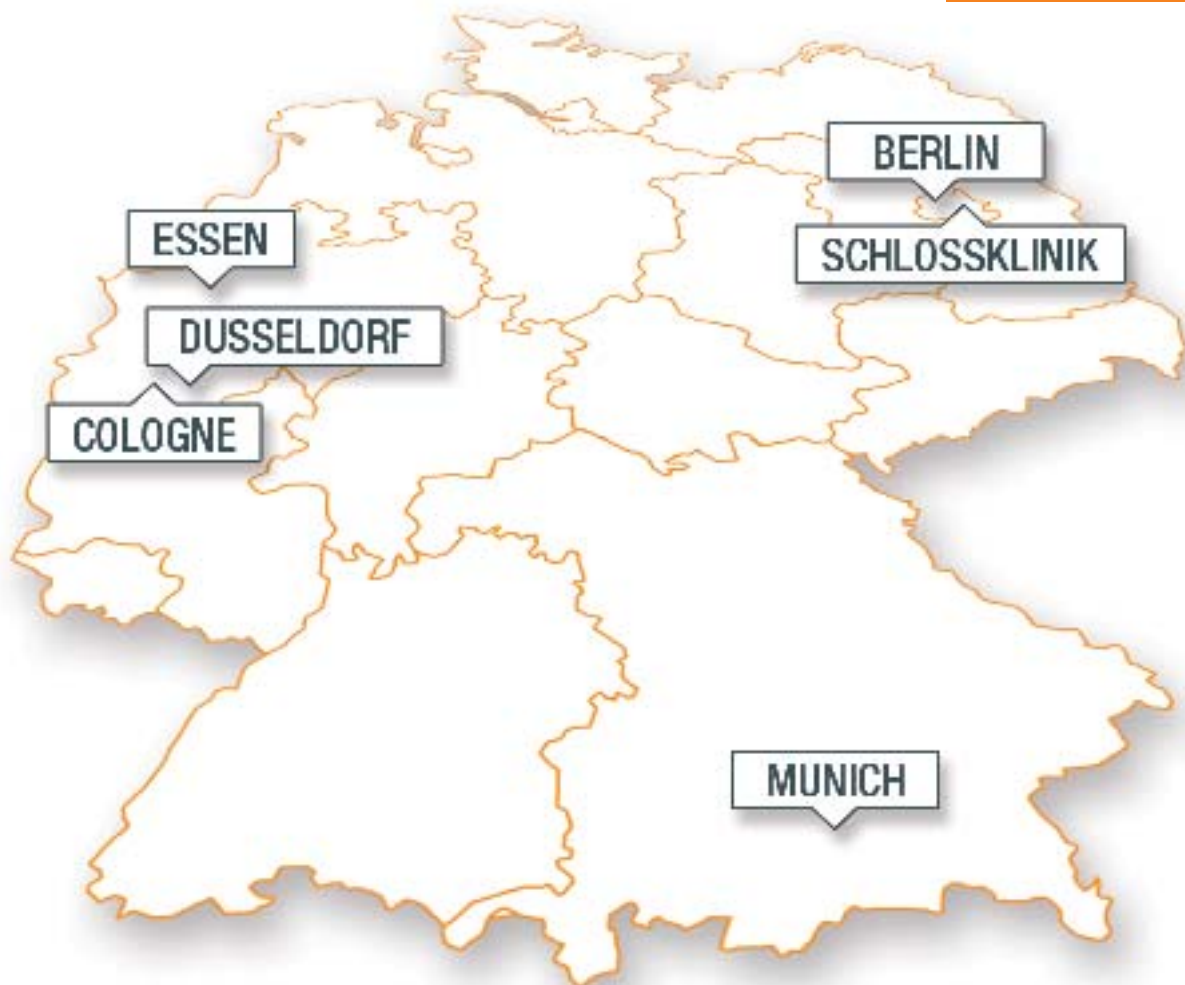 BERLIN
ESSEN
SCHLOSSKLINIK
DUSSELDORF
COLOGNE
MUNICH